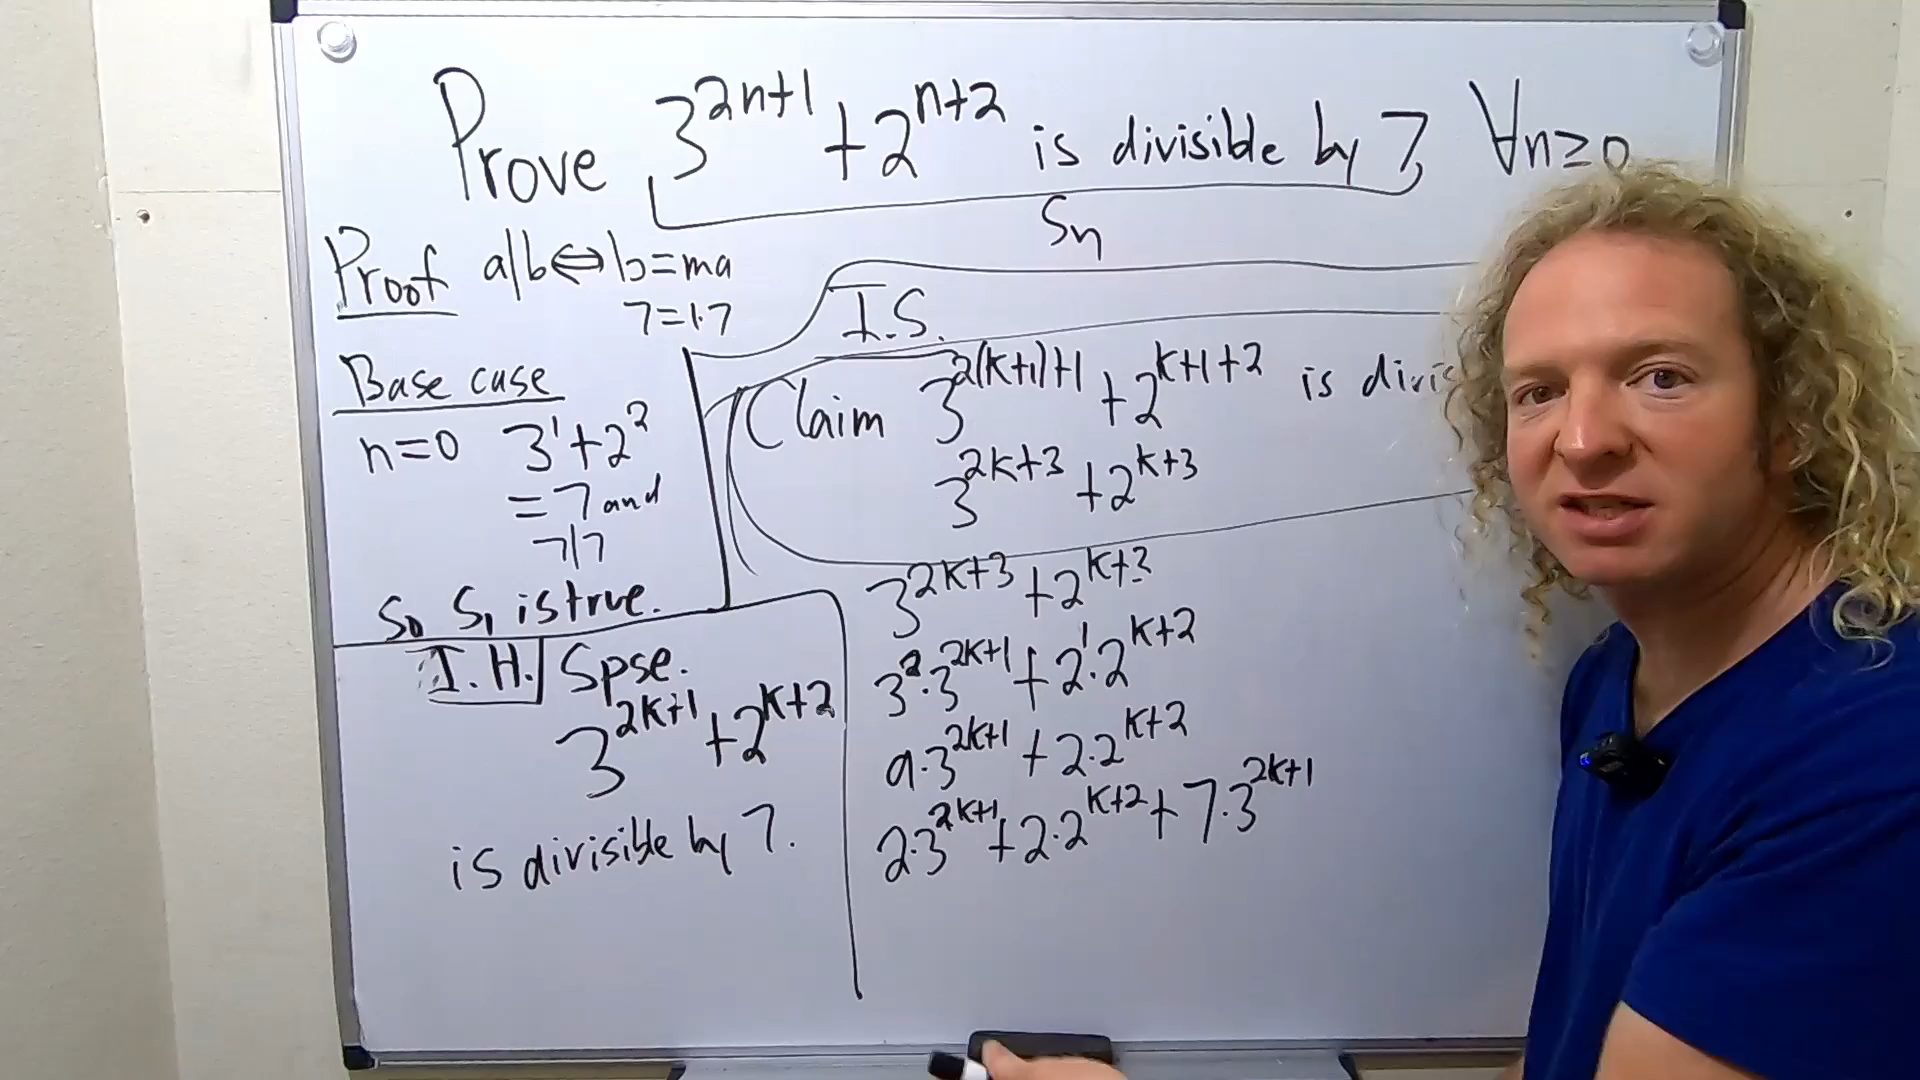 Prove 3^{2n+1} + 2^{n+2} is divisible by 7 ∀n≥0
Sn
Proof a|b⇔b=ma
7=1·7
Base case
n=0 3^1+2^2
=7 and
7|7
So S_1 is true.
I.H. Spse.
3^{2k+1}+2^{k+2}
is divisible by 7.
I.S.
Claim 3^{2(k+1)+1}+2^{k+1+2} is divis
3^{2k+3}+2^{k+3}
3^{2k+3}+2^{k+3}
3^2·3^{2k+1}+2^1·2^{k+2}
9·3^{2k+1}+2·2^{k+2}
2·3^{2k+1}+2·2^{k+2}+7·3^{2k+1}